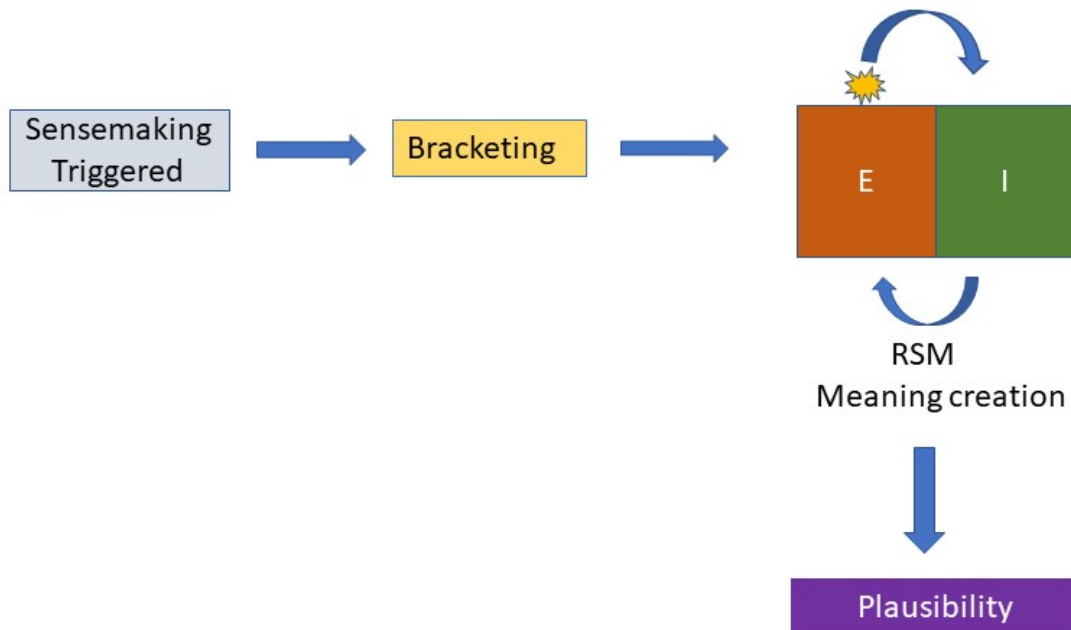 Sensemaking
Triggered
Bracketing
E
I
RSM
Meaning creation
Plausibility